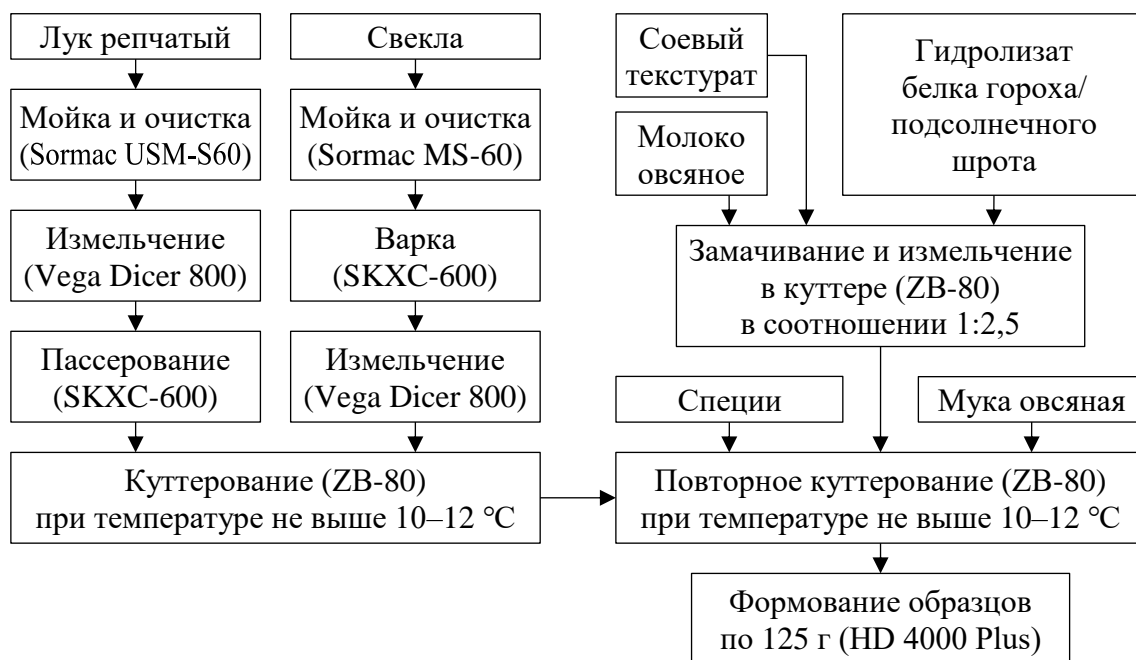 Лук репчатый
Мойка и очистка
(Sormac USM-S60)
Измельчение
(Vega Dicer 800)
Пассерование
(SKXC-600)
Свекла
Мойка и очистка
(Sormac MS-60)
Варка
(SKXC-600)
Измельчение
(Vega Dicer 800)
Куттерование (ZB-80)
при температуре не выше 10–12 °C
Соевый
текстурат
Молоко
овсяное
Гидролизат
белка гороха/
подсолнечного
шрота
Замачивание и измельчение
в куттере (ZB-80)
в соотношении 1:2,5
Специи
Мука овсяная
Повторное куттерование (ZB-80)
при температуре не выше 10–12 °C
Формование образцов
по 125 г (HD 4000 Plus)